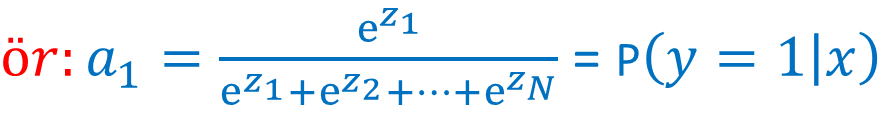 ör: a₁ = e^{z₁} / (e^{z₁}+e^{z₂}+⋯+e^{z_N}) = P(y = 1|x)